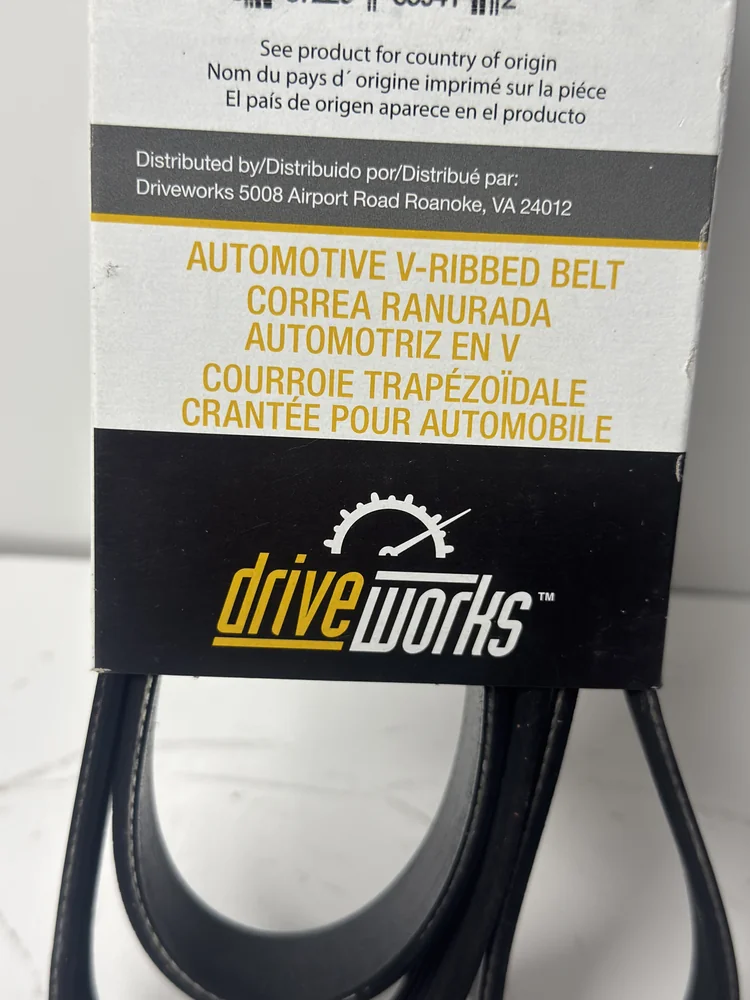 See product for country of origin
Nom du pays d´ origine imprimé sur la piéce
El país de origen aparece en el producto
Distributed by/Distribuido por/Distribué par:
Driveworks 5008 Airport Road Roanoke, VA 24012
AUTOMOTIVE V-RIBBED BELT
CORREA RANURADA
AUTOMOTRIZ EN V
COURROIE TRAPÉZOÏDALE
CRANTÉE POUR AUTOMOBILE
driveworks™